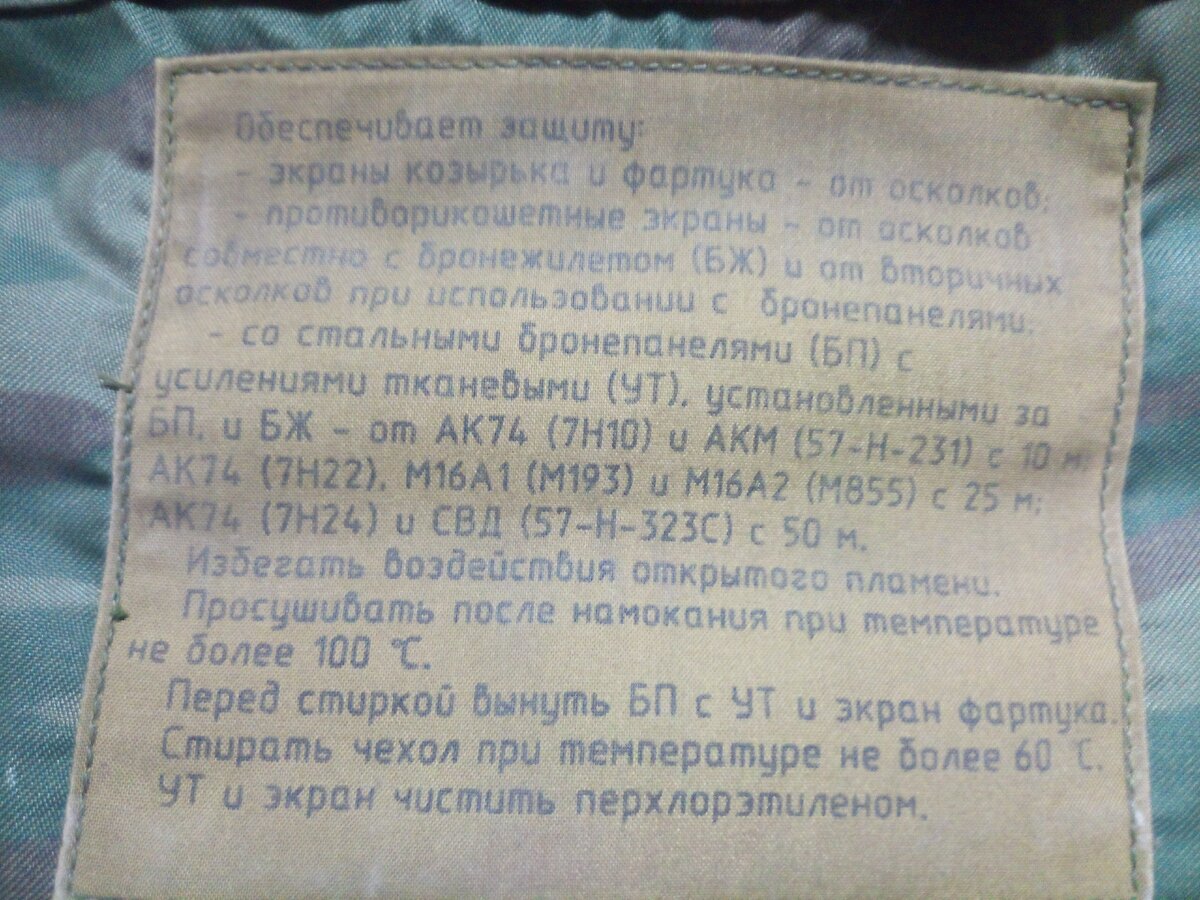 Обеспечивает защиту:
- экраны козырька и фартука - от осколков;
- противорикошетные экраны - от осколков
совместно с бронежилетом (БЖ) и от вторичных
осколков при использовании с бронепанелями;
- со стальными бронепанелями (БП) с
усилениями тканевыми (УТ), установленными за
БП, и БЖ - от АК74 (7Н10) и АКМ (57-Н-231) с 10 м;
АК74 (7Н22), М16А1 (М193) и М16А2 (М855) с 25 м;
АК74 (7Н24) и СВД (57-Н-323С) с 50 м.
Избегать воздействия открытого пламени.
Просушивать после намокания при температуре
не более 100 °С.
Перед стиркой вынуть БП с УТ и экран фартука.
Стирать чехол при температуре не более 60 °С.
УТ и экран чистить перхлорэтиленом.